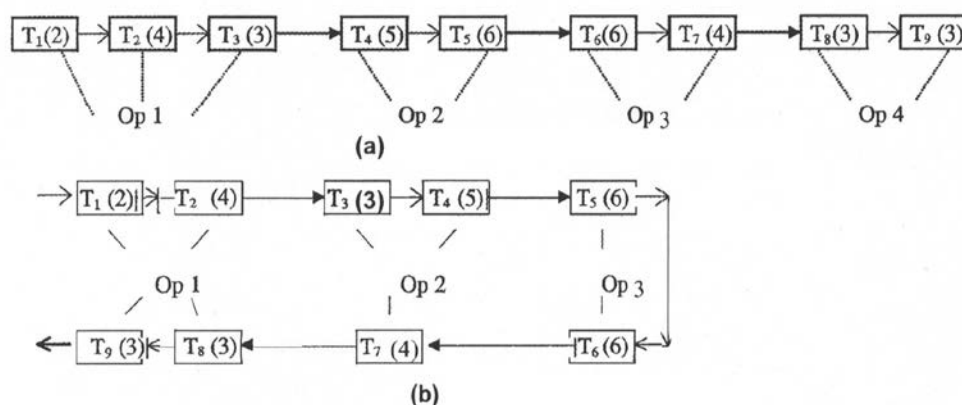 T₁(2) T₂ (4) T₃ (3) T₄ (5) T₅ (6) T₆(6) T₇ (4) T₈(3) T₉ (3)
Op 1 Op 2 Op 3 Op 4
(a)
T₁ (2) T₂ (4) T₃ (3) T₄ (5) T₅ (6)
Op 1 Op 2 Op 3
T₉ (3) T₈ (3) T₇ (4) T₆ (6)
(b)